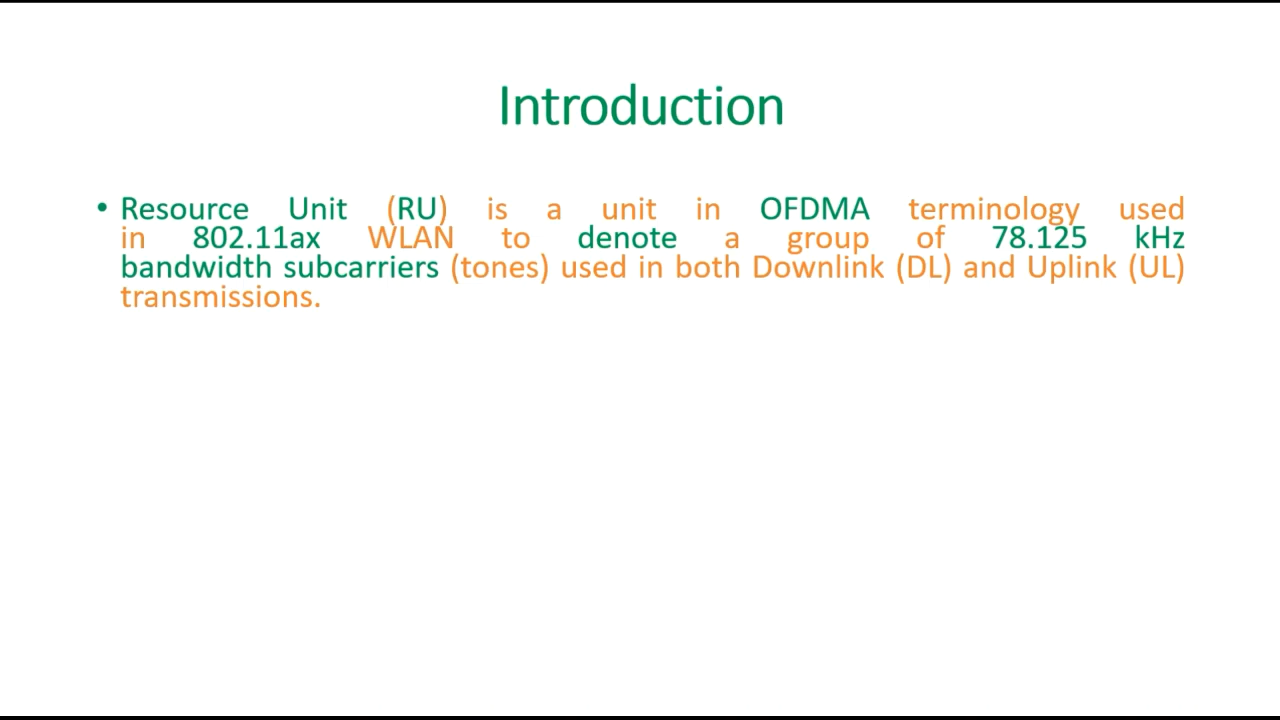 Introduction
• Resource Unit (RU) is a unit in OFDMA terminology used
in 802.11ax WLAN to denote a group of 78.125 kHz
bandwidth subcarriers (tones) used in both Downlink (DL) and Uplink (UL)
transmissions.